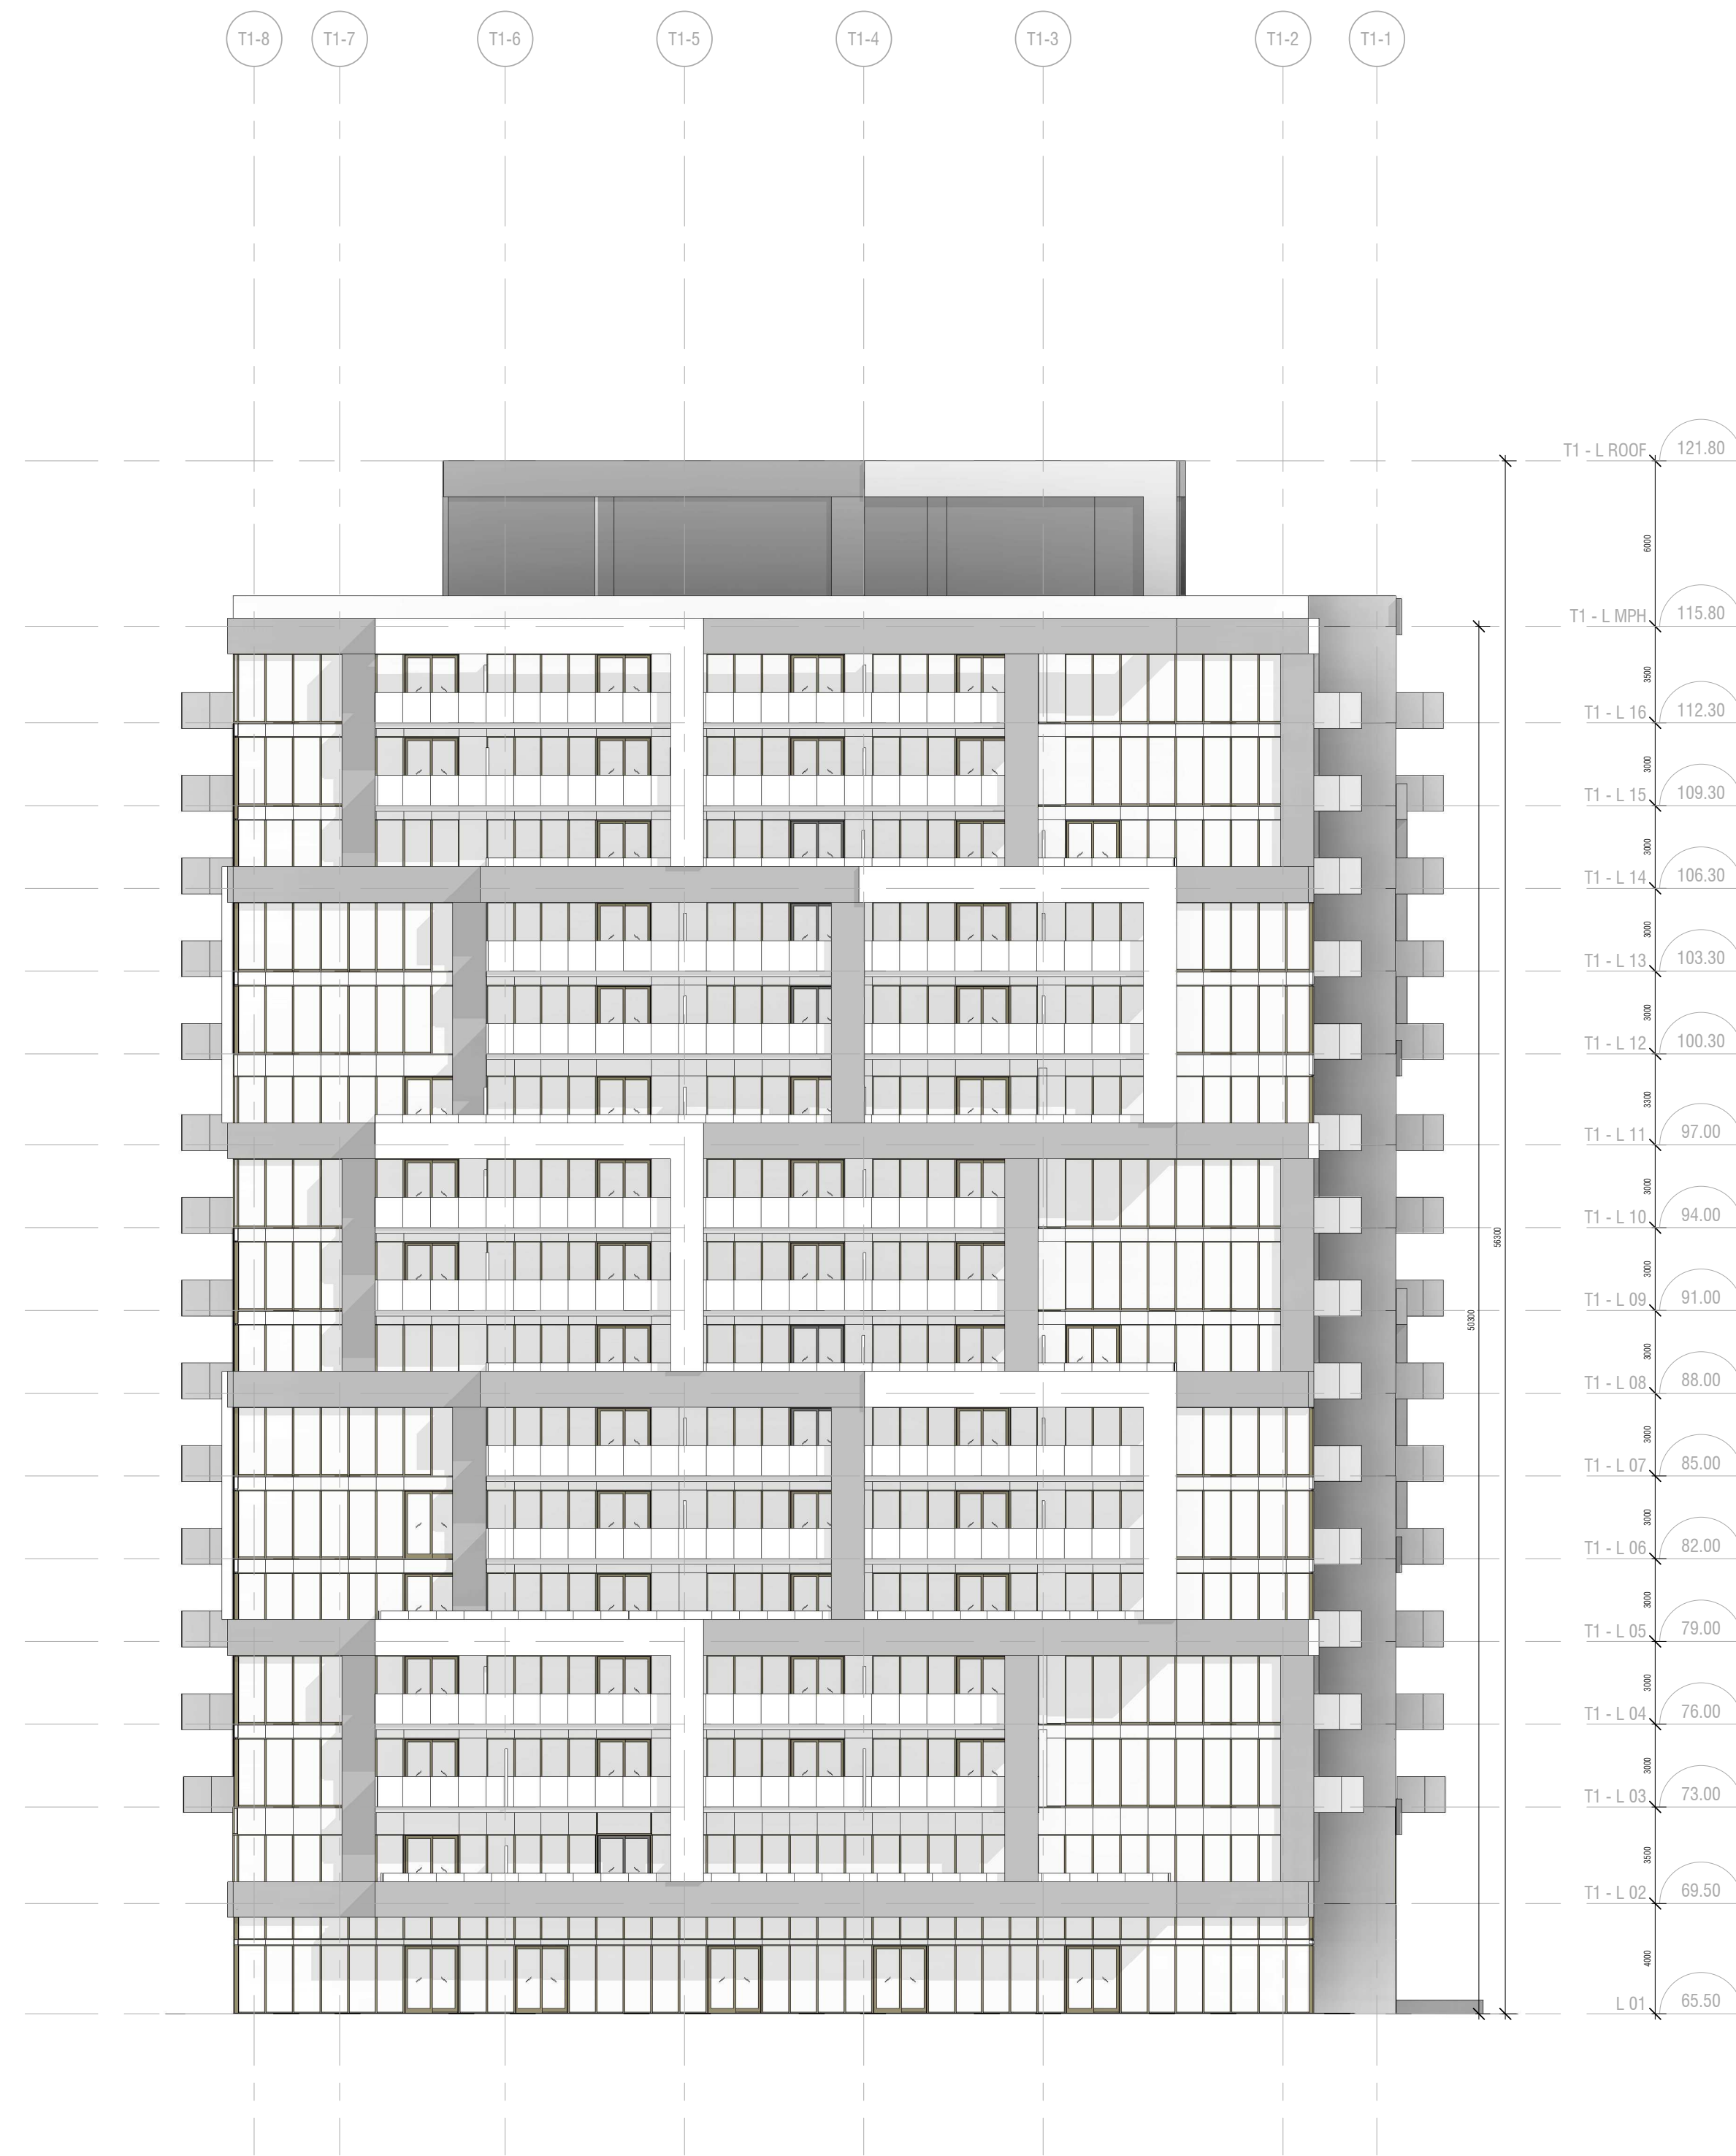 T1-8 T1-7 T1-6 T1-5 T1-4 T1-3 T1-2 T1-1
T1 - L ROOF 121.80
6000
T1 - L MPH 115.80
3500
T1 - L 16 112.30
3000
T1 - L 15 109.30
3000
T1 - L 14 106.30
3000
T1 - L 13 103.30
3000
T1 - L 12 100.30
3300
T1 - L 11 97.00
3000
T1 - L 10 94.00
56300
3000
T1 - L 09 91.00
50300
3000
T1 - L 08 88.00
3000
T1 - L 07 85.00
3000
T1 - L 06 82.00
3000
T1 - L 05 79.00
3000
T1 - L 04 76.00
3000
T1 - L 03 73.00
3500
T1 - L 02 69.50
4000
L 01 65.50